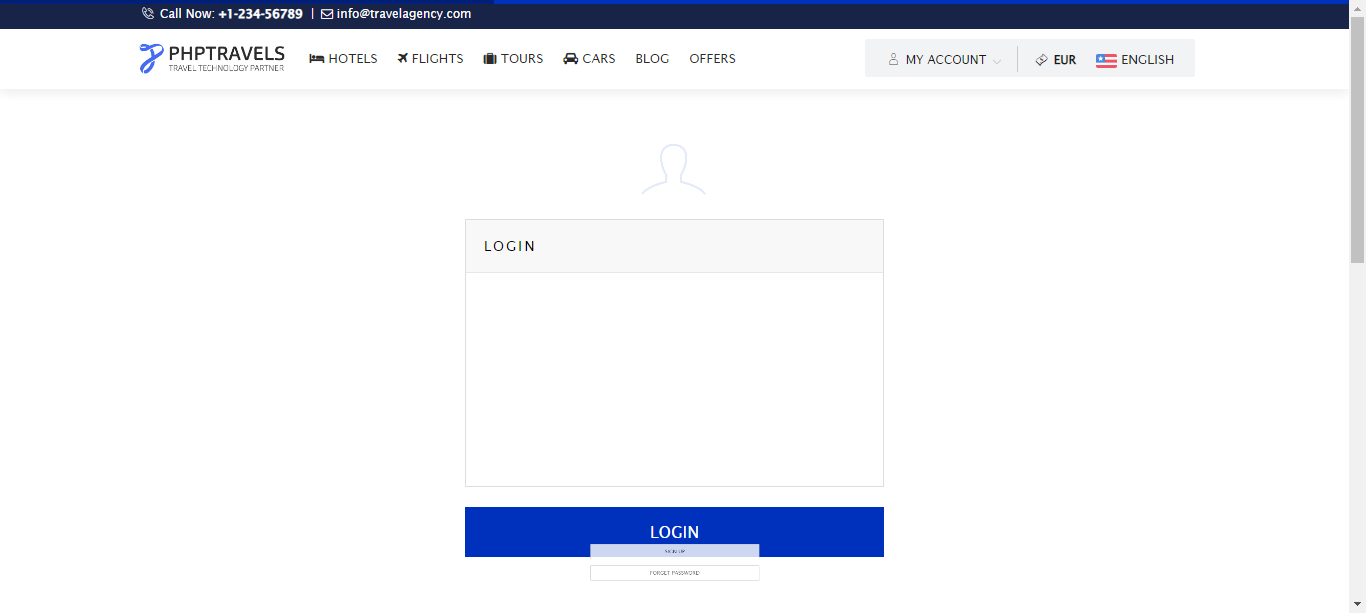 Call Now: +1-234-56789 | info@travelagency.com
PHPTRAVELS
TRAVEL TECHNOLOGY PARTNER
HOTELS FLIGHTS TOURS CARS BLOG OFFERS
MY ACCOUNT EUR ENGLISH
LOGIN
LOGIN
SIGN UP
FORGET PASSWORD